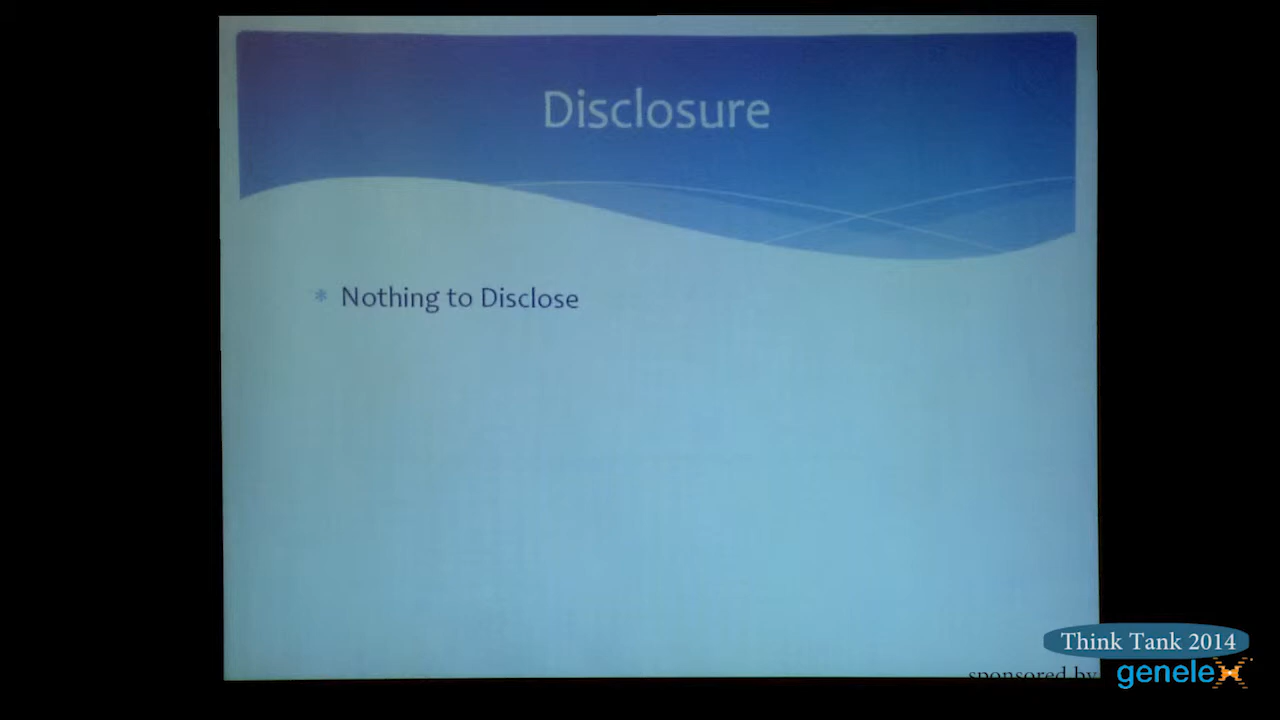 Disclosure
* Nothing to Disclose
Think Tank 2014
sponsored by
genelex